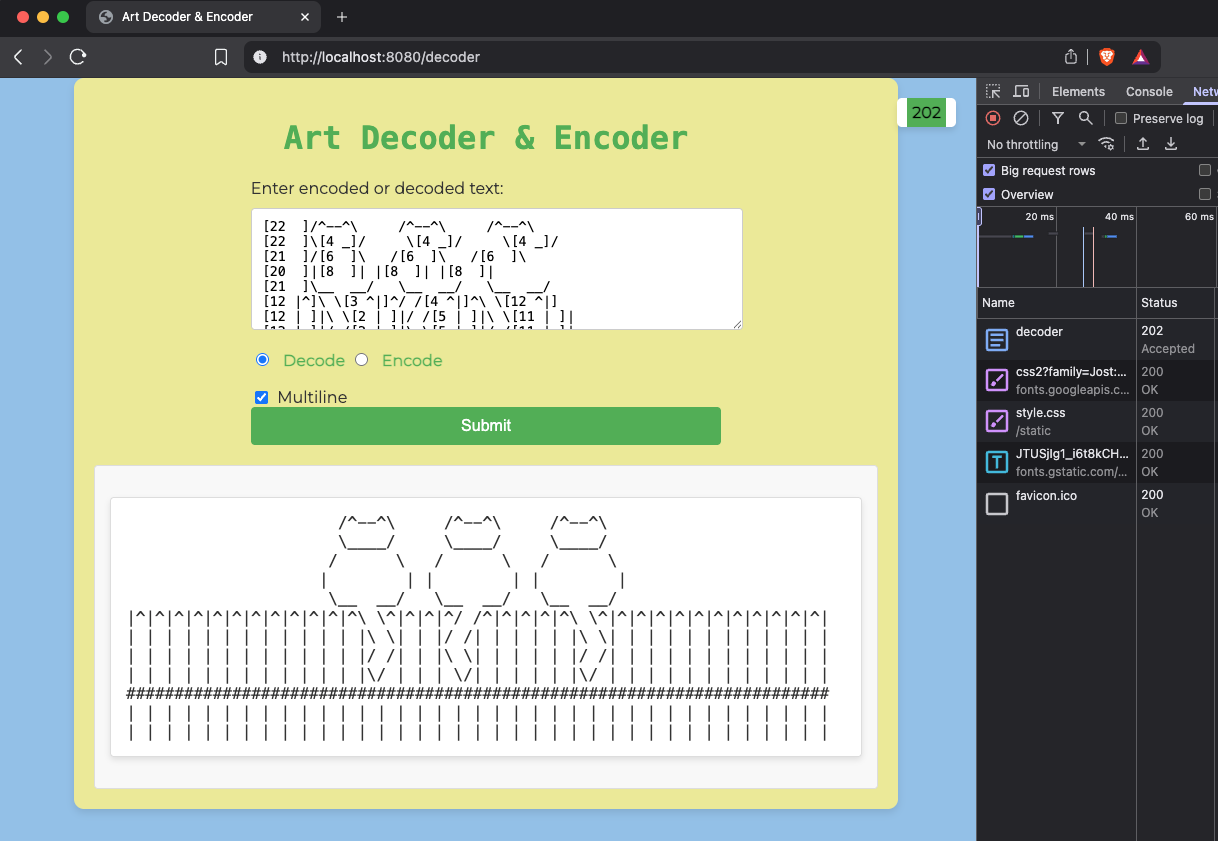 Art Decoder & Encoder
http://localhost:8080/decoder
202
Art Decoder & Encoder
Enter encoded or decoded text:
[22  ]/^——^\     /^——^\     /^——^\
[22  ]\[4 _]/     \[4 _]/     \[4 _]/
[21  ]/[6  ]\   /[6  ]\   /[6  ]\
[20  ]|[8  ]| |[8  ]| |[8  ]|
[21  ]\__  __/   \__  __/   \__  __/
[12 |^]\ \[3 ^|]^/ /[4 ^|]^\ \[12 ^|]
[12 | ]|\ \[2 | ]|/ /[5 | ]|\ \[11 | ]|
Decode
Encode
Multiline
Submit
                      /^——^\     /^——^\     /^——^\
                      \____/     \____/     \____/
                     /      \   /      \   /      \
                    |        | |        | |        |
                     \__  __/   \__  __/   \__  __/
|^|^|^|^|^|^|^|^|^|^|^|^\ \^|^|^|^/ /^|^|^|^|^\ \^|^|^|^|^|^|^|^|^|^|^|^|
| | | | | | | | | | | | |\ \| | |/ /| | | | | |\ \| | | | | | | | | | | |
| | | | | | | | | | | | |/ /| | |\ \| | | | | |/ /| | | | | | | | | | | |
| | | | | | | | | | | | |\/ | | | \/| | | | | |\/ | | | | | | | | | | | |
#########################################################################
| | | | | | | | | | | | | | | | | | | | | | | | | | | | | | | | | | | | |
| | | | | | | | | | | | | | | | | | | | | | | | | | | | | | | | | | | | |
Elements
Console
Netw
Preserve log
No throttling
Big request rows
Overview
20 ms
40 ms
60 ms
Name
Status
decoder
202
Accepted
css2?family=Jost:...
200
fonts.googleapis.c...
OK
style.css
200
/static
OK
JTUSjIg1_i6t8kCH...
200
fonts.gstatic.com/...
OK
favicon.ico
200
OK